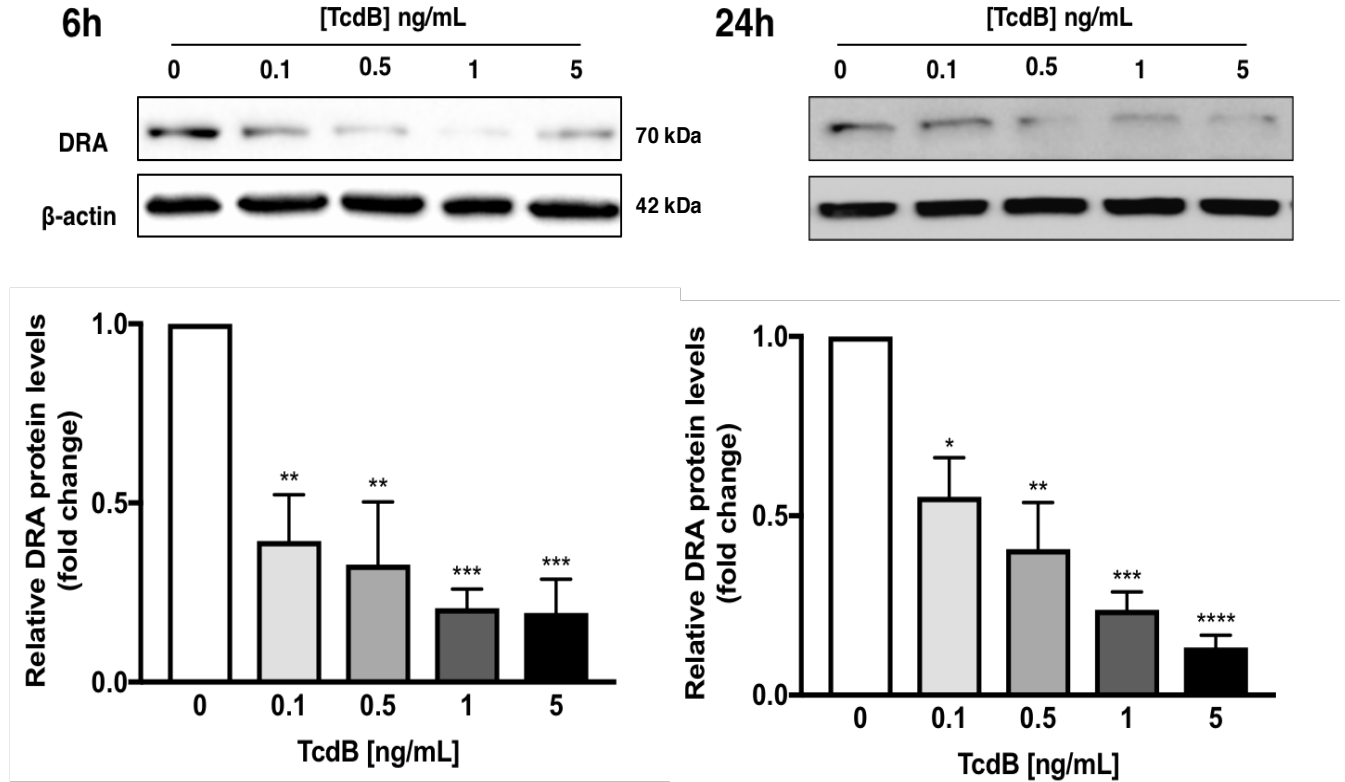 6h
[TcdB] ng/mL
0 0.1 0.5 1 5
DRA
70 kDa
β-actin
42 kDa
24h
[TcdB] ng/mL
0 0.1 0.5 1 5
Relative DRA protein levels
(fold change)
1.0
0.5
0.0
** ** *** ***
0 0.1 0.5 1 5
TcdB [ng/mL]
Relative DRA protein levels
(fold change)
1.0
0.5
0.0
* ** *** ****
0 0.1 0.5 1 5
TcdB [ng/mL]